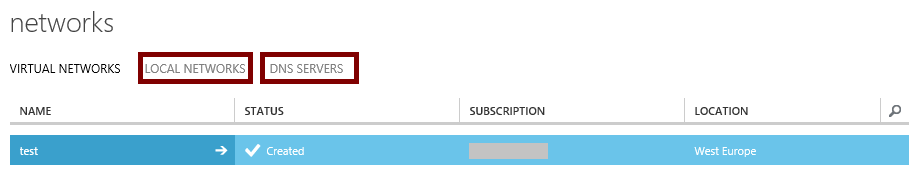 networks
VIRTUAL NETWORKS LOCAL NETWORKS DNS SERVERS
NAME STATUS SUBSCRIPTION LOCATION
test Created West Europe